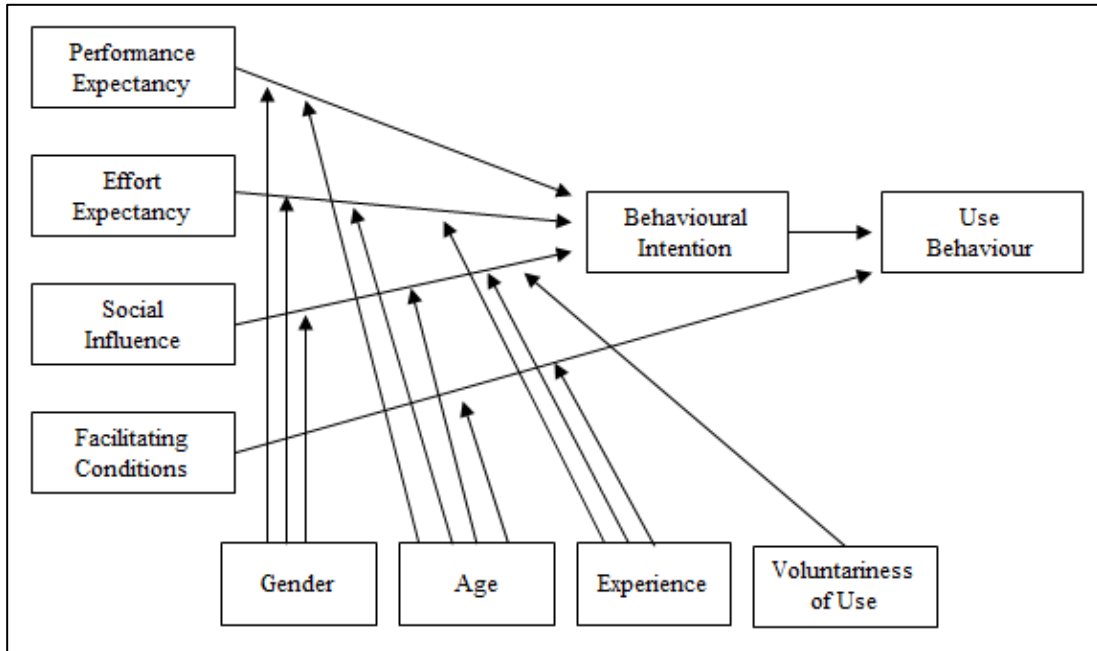 Performance
Expectancy
Effort
Expectancy
Social
Influence
Facilitating
Conditions
Behavioural
Intention
Use
Behaviour
Gender
Age
Experience
Voluntariness
of Use